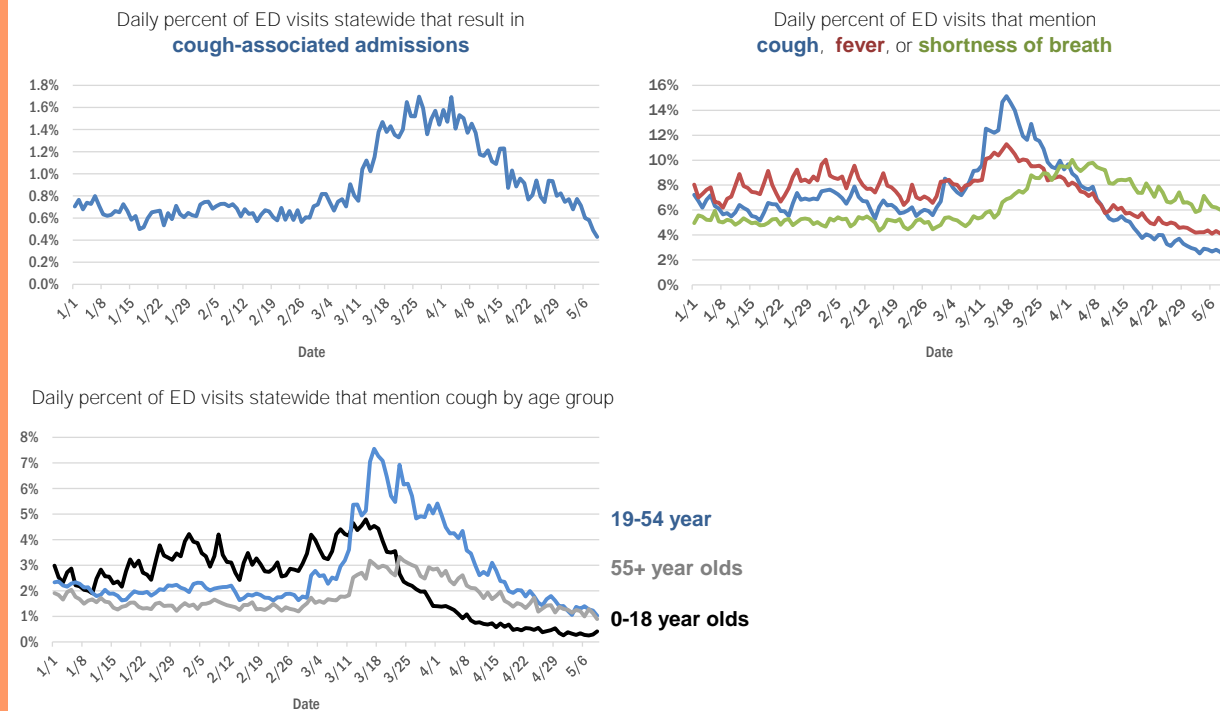 Daily percent of ED visits statewide that result in
cough-associated admissions
1.8%
1.6%
1.4%
1.2%
1.0%
0.8%
0.6%
0.4%
0.2%
0.0%
1/1 1/8 1/15 1/22 1/29 2/5 2/12 2/19 2/26 3/4 3/11 3/18 3/25 4/1 4/8 4/15 4/22 4/29 5/6
Date
Daily percent of ED visits that mention
cough, fever, or shortness of breath
16%
14%
12%
10%
8%
6%
4%
2%
0%
1/1 1/8 1/15 1/22 1/29 2/5 2/12 2/19 2/26 3/4 3/11 3/18 3/25 4/1 4/8 4/15 4/22 4/29 5/6
Date
Daily percent of ED visits statewide that mention cough by age group
8%
7%
6%
5%
4%
3%
2%
1%
0%
1/1 1/8 1/15 1/22 1/29 2/5 2/12 2/19 2/26 3/4 3/11 3/18 3/25 4/1 4/8 4/15 4/22 4/29 5/6
Date
19-54 year
55+ year olds
0-18 year olds